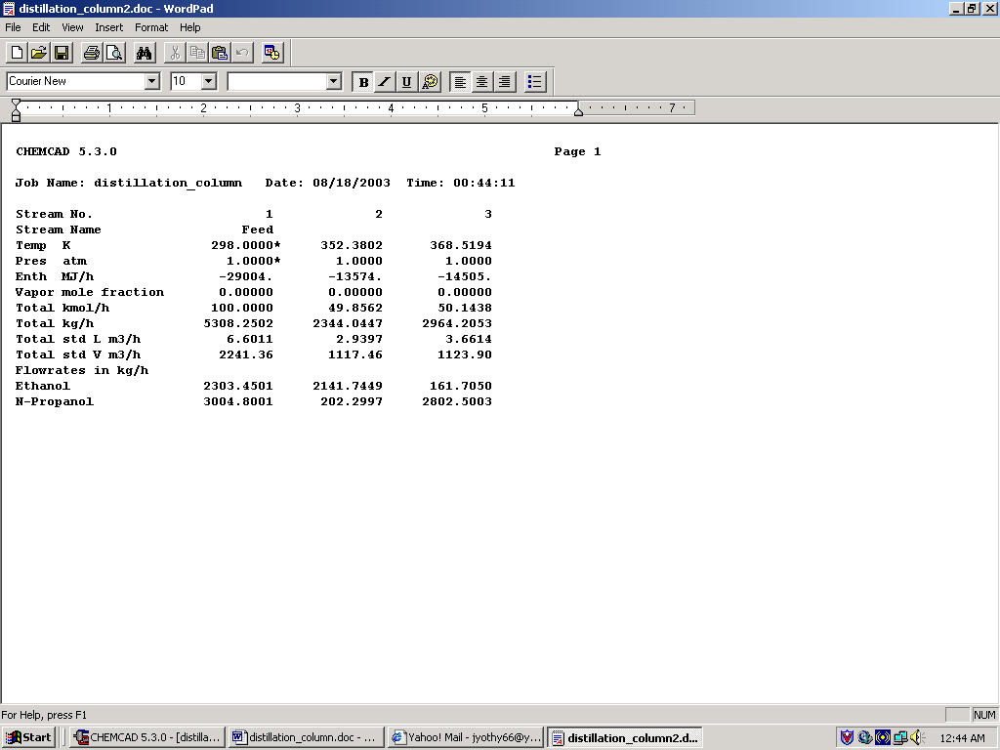 distillation_column2.doc - WordPad
File Edit View Insert Format Help
Courier New 10 B I U
1 2 3 4 5 7
CHEMCAD 5.3.0 Page 1
Job Name: distillation_column Date: 08/18/2003 Time: 00:44:11
Stream No. 1 2 3
Stream Name Feed
Temp K 298.0000* 352.3802 368.5194
Pres atm 1.0000* 1.0000 1.0000
Enth MJ/h -29004. -13574. -14505.
Vapor mole fraction 0.00000 0.00000 0.00000
Total kmol/h 100.0000 49.8562 50.1438
Total kg/h 5308.2502 2344.0447 2964.2053
Total std L m3/h 6.6011 2.9397 3.6614
Total std V m3/h 2241.36 1117.46 1123.90
Flowrates in kg/h
Ethanol 2303.4501 2141.7449 161.7050
N-Propanol 3004.8001 202.2997 2802.5003
For Help, press F1 NUM
Start CHEMCAD 5.3.0 - [distilla... distillation_column.doc - ... Yahoo! Mail - jyothy66@y... distillation_column2.d... 12:44 AM